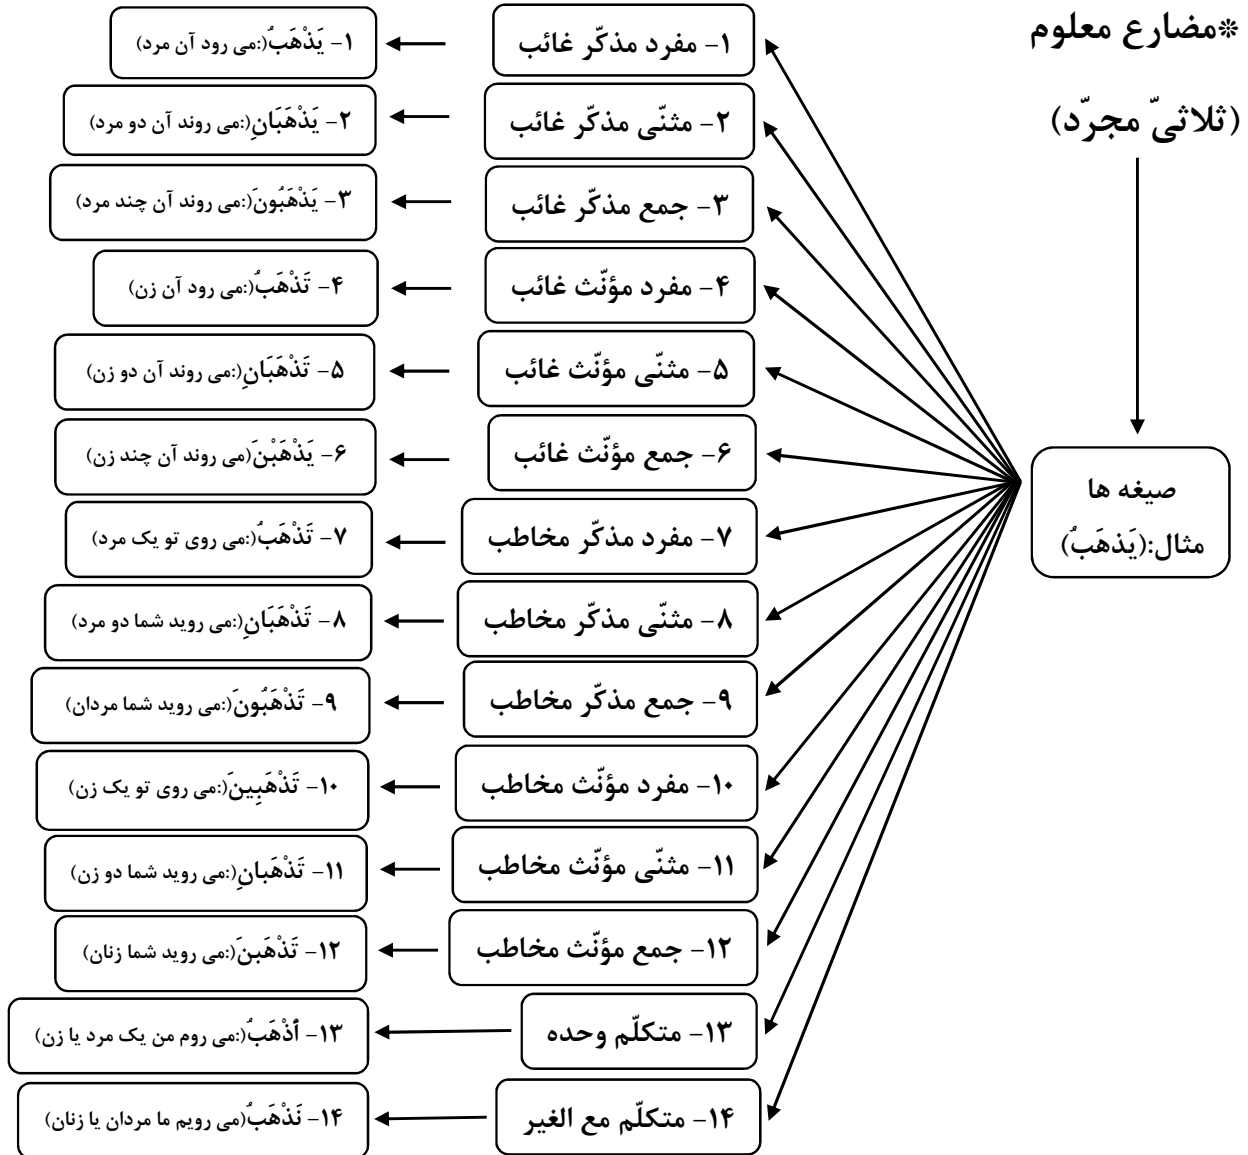 *مضارع معلوم
(ثلاثیّ مجرّد)
صیغه ها
مثال:(یَذهَبُ)
۱- مفرد مذکّر غائب
۱- یَذْهَبُ(:می رود آن مرد)
۲- مثنّی مذکّر غائب
۲- یَذْهَبَانِ(:می روند آن دو مرد)
۳- جمع مذکّر غائب
۳- یَذْهَبُونَ(:می روند آن چند مرد)
۴- مفرد مؤنّث غائب
۴- تَذْهَبُ(:می رود آن زن)
۵- مثنّی مؤنّث غائب
۵- تَذْهَبَانِ(:می روند آن دو زن)
۶- جمع مؤنّث غائب
۶- یَذْهَبْنَ(می روند آن چند زن)
۷- مفرد مذکّر مخاطب
۷- تَذْهَبُ(:می روی تو یک مرد)
۸- مثنّی مذکّر مخاطب
۸- تَذْهَبَانِ(:می روید شما دو مرد)
۹- جمع مذکّر مخاطب
۹- تَذْهَبُونَ(:می روید شما مردان)
۱۰- مفرد مؤنّث مخاطب
۱۰- تَذْهَبِینَ(:می روی تو یک زن)
۱۱- مثنّی مؤنّث مخاطب
۱۱- تَذْهَبانِ(:می روید شما دو زن)
۱۲- جمع مؤنّث مخاطب
۱۲- تَذْهَبنَ(:می روید شما زنان)
۱۳- متکلّم وحده
۱۳- أذْهَبُ(:می روم من یک مرد یا زن)
۱۴- متکلّم مع الغیر
۱۴- نَذْهَبُ(می رویم ما مردان یا زنان)